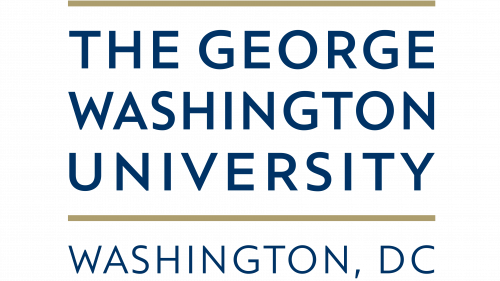 THE GEORGE
WASHINGTON
UNIVERSITY
WASHINGTON, DC